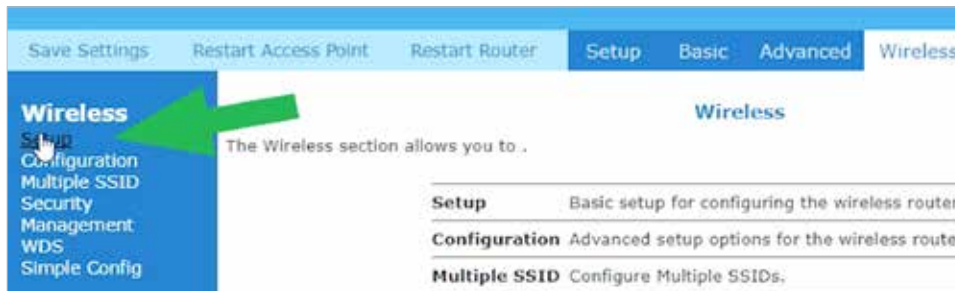 Save Settings Restart Access Point Restart Router Setup Basic Advanced Wireless
Wireless
Setup
Configuration
Multiple SSID
Security
Management
WDS
Simple Config
Wireless
The Wireless section allows you to .
Setup Basic setup for configuring the wireless router
Configuration Advanced setup options for the wireless route
Multiple SSID Configure Multiple SSIDs.